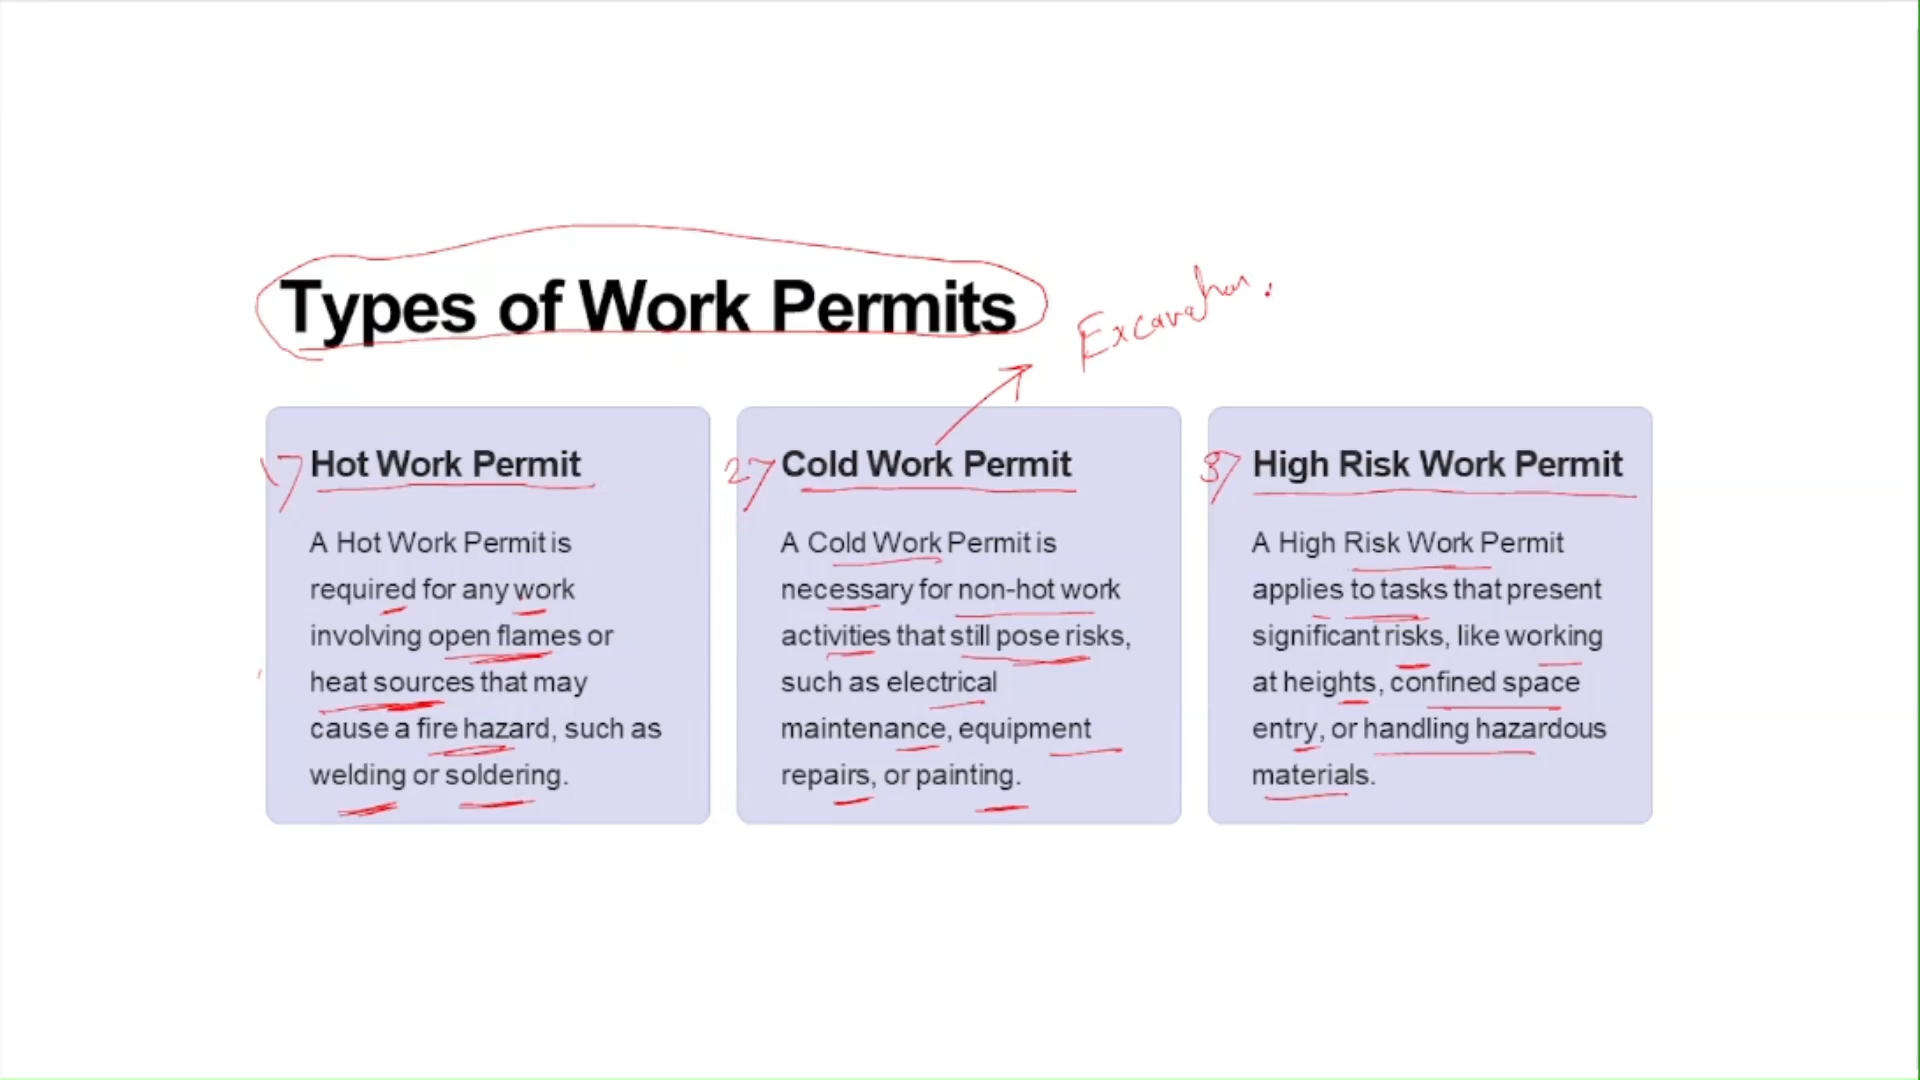 Types of Work Permits
Excavation.
1) Hot Work Permit
A Hot Work Permit is
required for any work
involving open flames or
heat sources that may
cause a fire hazard, such as
welding or soldering.
2) Cold Work Permit
A Cold Work Permit is
necessary for non-hot work
activities that still pose risks,
such as electrical
maintenance, equipment
repairs, or painting.
3) High Risk Work Permit
A High Risk Work Permit
applies to tasks that present
significant risks, like working
at heights, confined space
entry, or handling hazardous
materials.